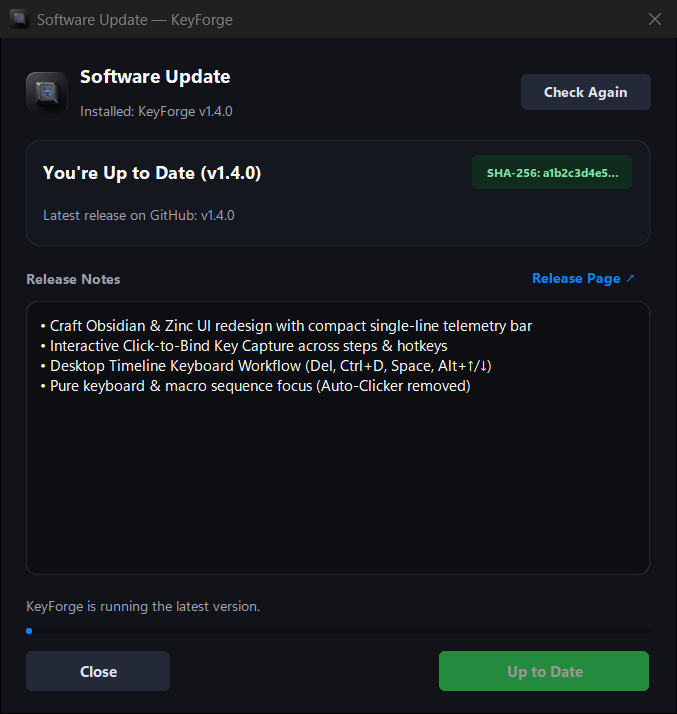 Software Update — KeyForge
Software Update
Installed: KeyForge v1.4.0
Check Again
You're Up to Date (v1.4.0)
SHA-256: a1b2c3d4e5...
Latest release on GitHub: v1.4.0
Release Notes
Release Page ↗
• Craft Obsidian & Zinc UI redesign with compact single-line telemetry bar
• Interactive Click-to-Bind Key Capture across steps & hotkeys
• Desktop Timeline Keyboard Workflow (Del, Ctrl+D, Space, Alt+↑/↓)
• Pure keyboard & macro sequence focus (Auto-Clicker removed)
KeyForge is running the latest version.
Close
Up to Date